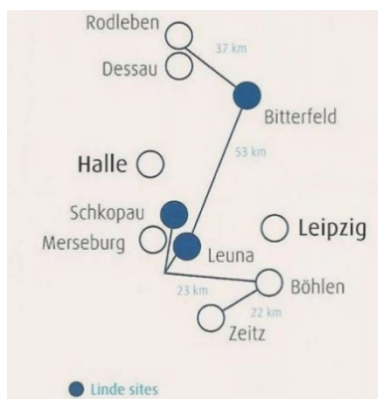 Rodleben
37 km
Dessau
Bitterfeld
53 km
Halle
Schkopau
Leipzig
Merseburg
Leuna
23 km
Böhlen
22 km
Zeitz
Linde sites